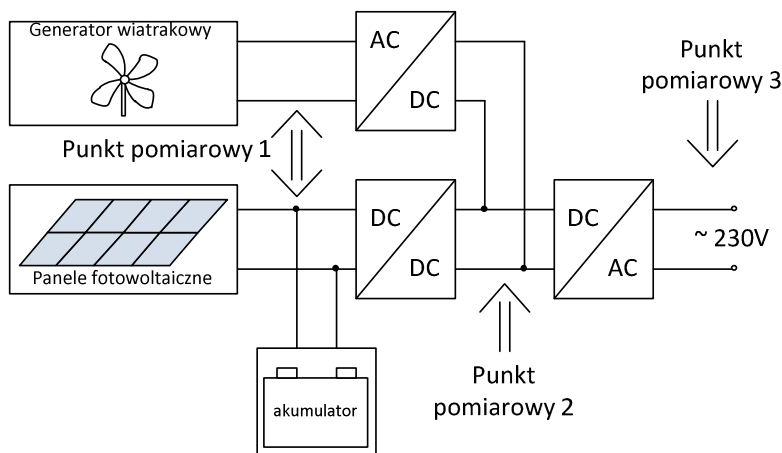 Generator wiatrakowy
AC
DC
Punkt
pomiarowy 3
Punkt pomiarowy 1
Panele fotowoltaiczne
DC
DC
DC
AC
~ 230V
akumulator
Punkt
pomiarowy 2